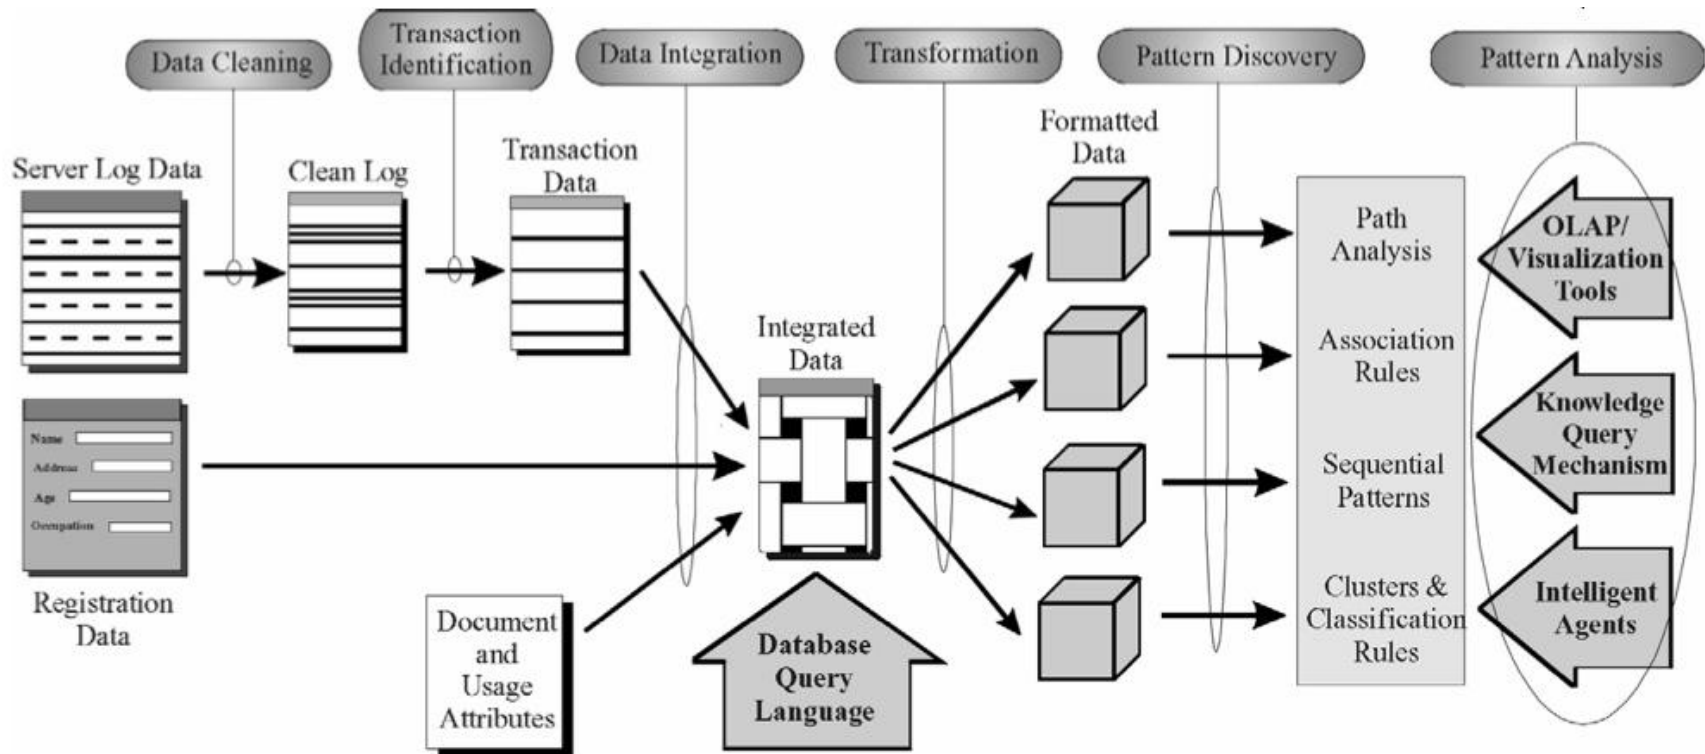 Data Cleaning
Transaction
Identification
Data Integration
Transformation
Pattern Discovery
Pattern Analysis
Server Log Data
Clean Log
Transaction
Data
Formatted
Data
Integrated
Data
Name
Address
Age
Occupation
Registration
Data
Document
and
Usage
Attributes
Database
Query
Language
Path
Analysis
Association
Rules
Sequential
Patterns
Clusters &
Classification
Rules
OLAP/
Visualization
Tools
Knowledge
Query
Mechanism
Intelligent
Agents